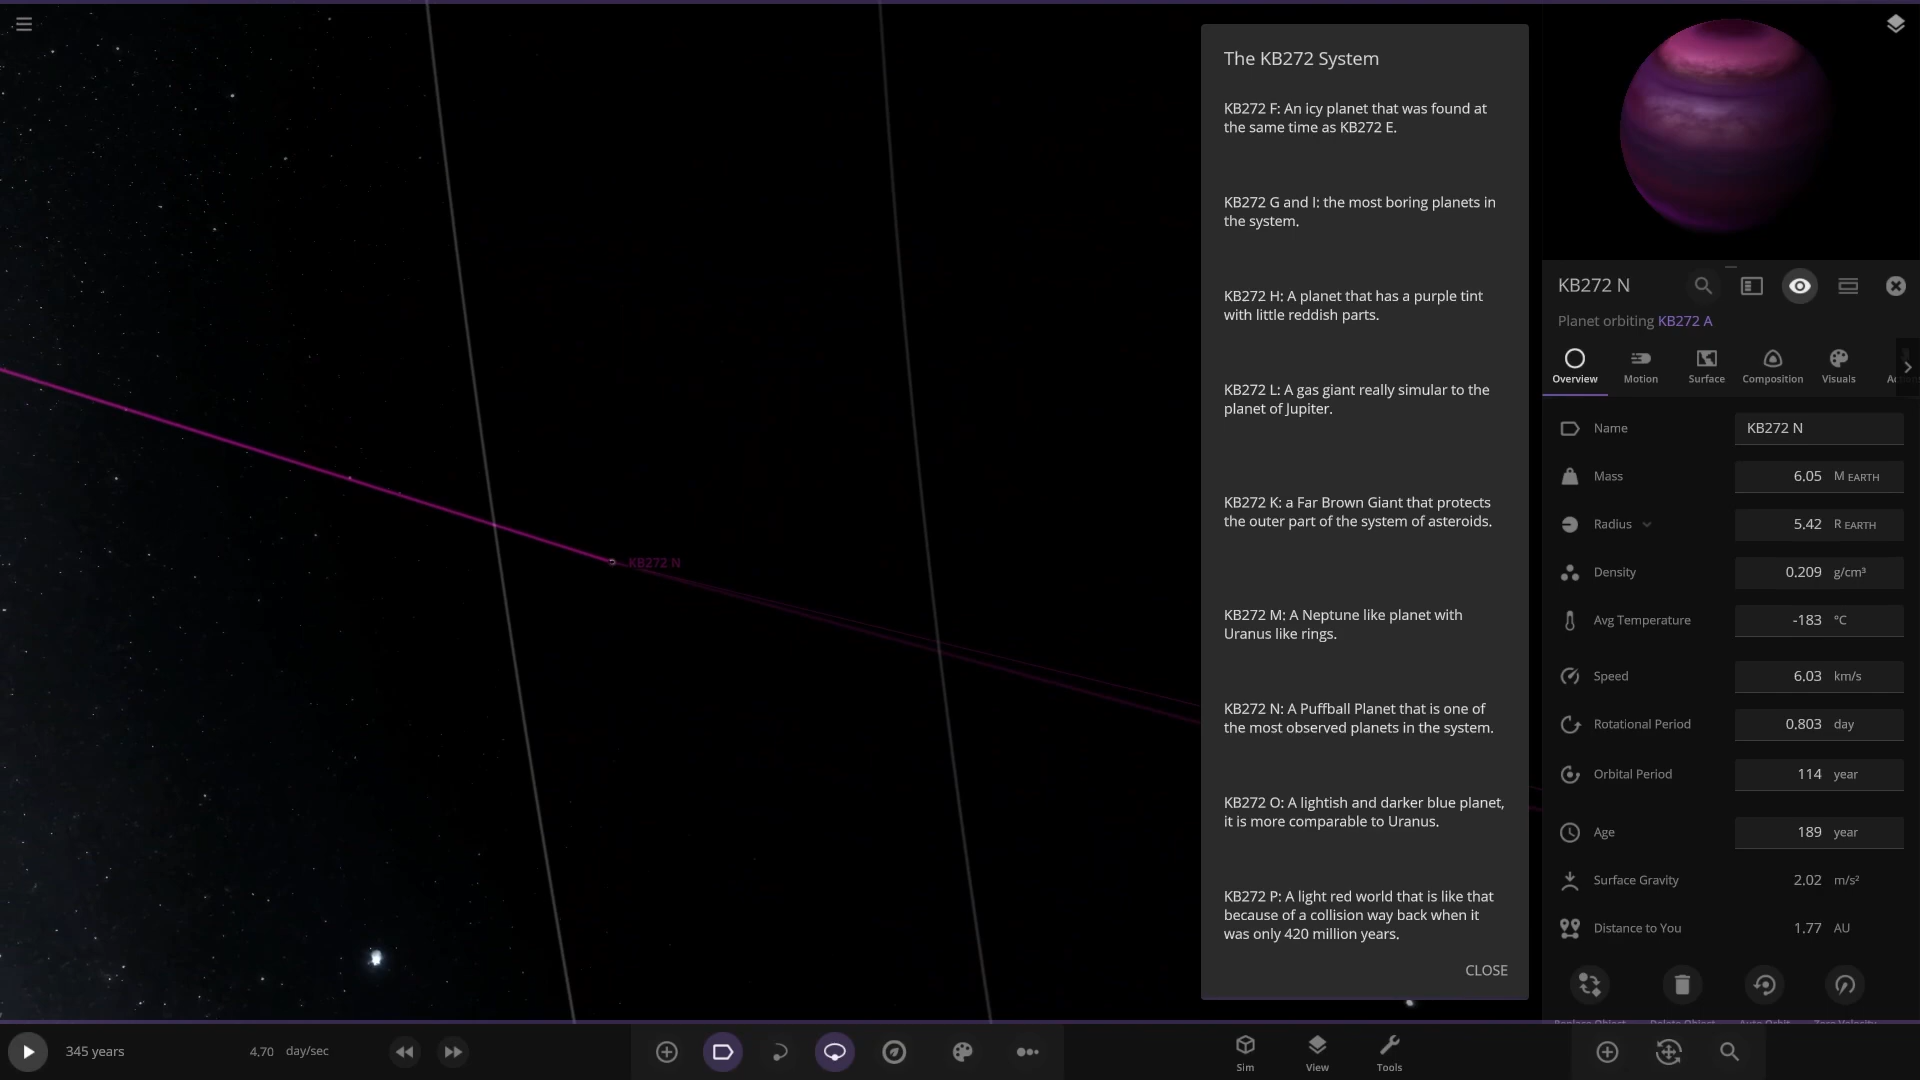 The KB272 System
KB272 F: An icy planet that was found at
the same time as KB272 E.
KB272 G and I: the most boring planets in
the system.
KB272 H: A planet that has a purple tint
with little reddish parts.
KB272 L: A gas giant really simular to the
planet of Jupiter.
KB272 K: a Far Brown Giant that protects
the outer part of the system of asteroids.
KB272 M: A Neptune like planet with
Uranus like rings.
KB272 N: A Puffball Planet that is one of
the most observed planets in the system.
KB272 O: A lightish and darker blue planet,
it is more comparable to Uranus.
KB272 P: A light red world that is like that
because of a collision way back when it
was only 420 million years.
CLOSE
KB272 N
KB272 N
Planet orbiting KB272 A
Overview Motion Surface Composition Visuals
Name KB272 N
Mass 6.05 M EARTH
Radius 5.42 R EARTH
Density 0.209 g/cm³
Avg Temperature -183 °C
Speed 6.03 km/s
Rotational Period 0.803 day
Orbital Period 114 year
Age 189 year
Surface Gravity 2.02 m/s²
Distance to You 1.77 AU
345 years 4.70 day/sec
Sim View Tools